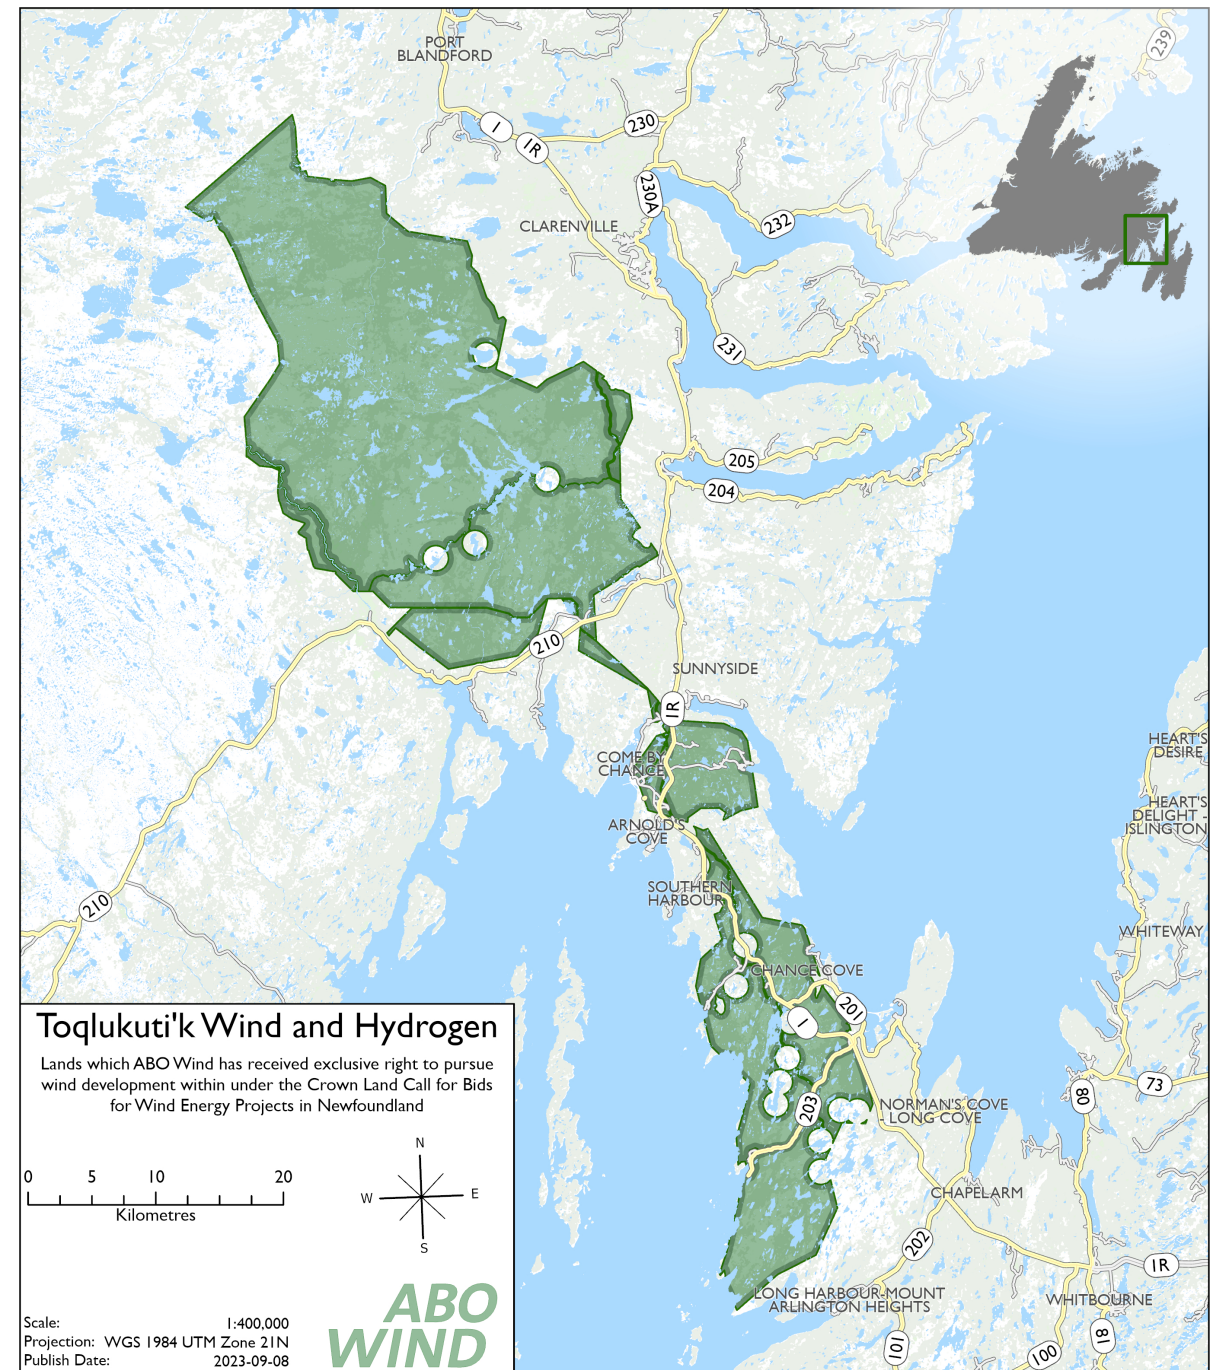 PORT
BLANDFORD
239
1
1R
230
230A
CLARENVILLE
232
231
205
204
210
SUNNYSIDE
1R
COME BY
CHANCE
HEART'S
DESIRE
HEART'S
DELIGHT -
ISLINGTON
ARNOLD'S
COVE
SOUTHERN
HARBOUR
210
WHITEWAY
CHANCE COVE
201
1
203
NORMAN'S COVE
LONG COVE
80
73
CHAPELARM
202
1R
LONG HARBOUR-MOUNT
ARLINGTON HEIGHTS
WHITBOURNE
101
100
81
Toqlukuti'k Wind and Hydrogen
Lands which ABO Wind has received exclusive right to pursue
wind development within under the Crown Land Call for Bids
for Wind Energy Projects in Newfoundland
0 5 10 20
Kilometres
N
W E
S
Scale: 1:400,000
Projection: WGS 1984 UTM Zone 21N
Publish Date: 2023-09-08
ABO
WIND